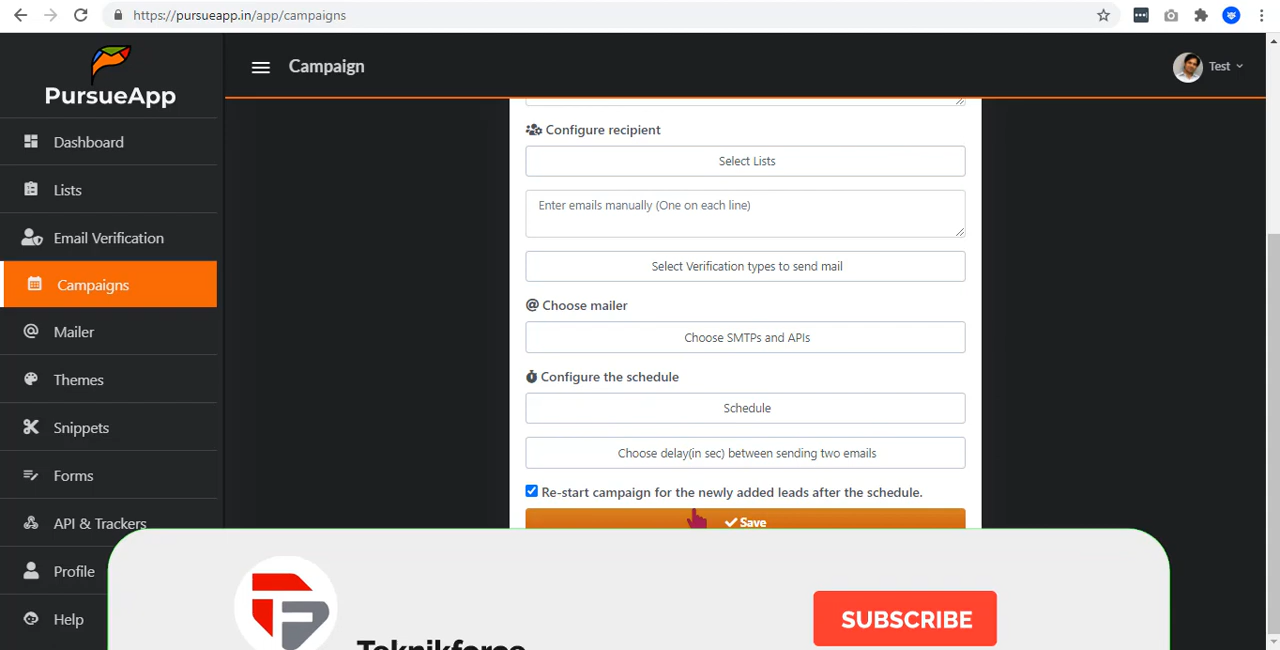 https://pursueapp.in/app/campaigns
PursueApp
Campaign
Test
Dashboard
Lists
Email Verification
Campaigns
Mailer
Themes
Snippets
Forms
API & Trackers
Profile
Help
Configure recipient
Select Lists
Enter emails manually (One on each line)
Select Verification types to send mail
@ Choose mailer
Choose SMTPs and APIs
Configure the schedule
Schedule
Choose delay(in sec) between sending two emails
Re-start campaign for the newly added leads after the schedule.
Save
Teknikforce
SUBSCRIBE